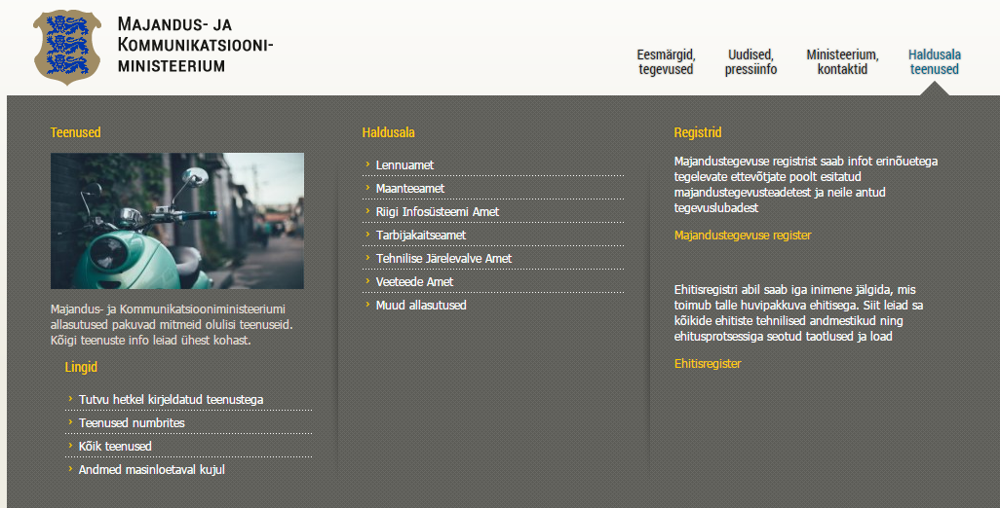 MAJANDUS- JA
KOMMUNIKATSIOONI-
MINISTEERIUM
Eesmärgid,
tegevused
Uudised,
pressiinfo
Ministeerium,
kontaktid
Haldusala
teenused
Teenused
Majandus- ja Kommunikatsiooniministeeriumi
allasutused pakuvad mitmeid olulisi teenuseid.
Kõigi teenuste info leiad ühest kohast.
Lingid
› Tutvu hetkel kirjeldatud teenustega
› Teenused numbrites
› Kõik teenused
› Andmed masinloetaval kujul
Haldusala
› Lennuamet
› Maanteeamet
› Riigi Infosüsteemi Amet
› Tarbijakaitseamet
› Tehnilise Järelevalve Amet
› Veeteede Amet
› Muud allasutused
Registrid
Majandustegevuse registrist saab infot erinõuetega
tegelevate ettevõtjate poolt esitatud
majandustegevusteadetest ja neile antud
tegevuslubadest
Majandustegevuse register
Ehitisregistri abil saab iga inimene jälgida, mis
toimub talle huvipakkuva ehitisega. Siit leiad sa
kõikide ehitiste tehnilised andmestikud ning
ehitusprotsessiga seotud taotlused ja load
Ehitisregister